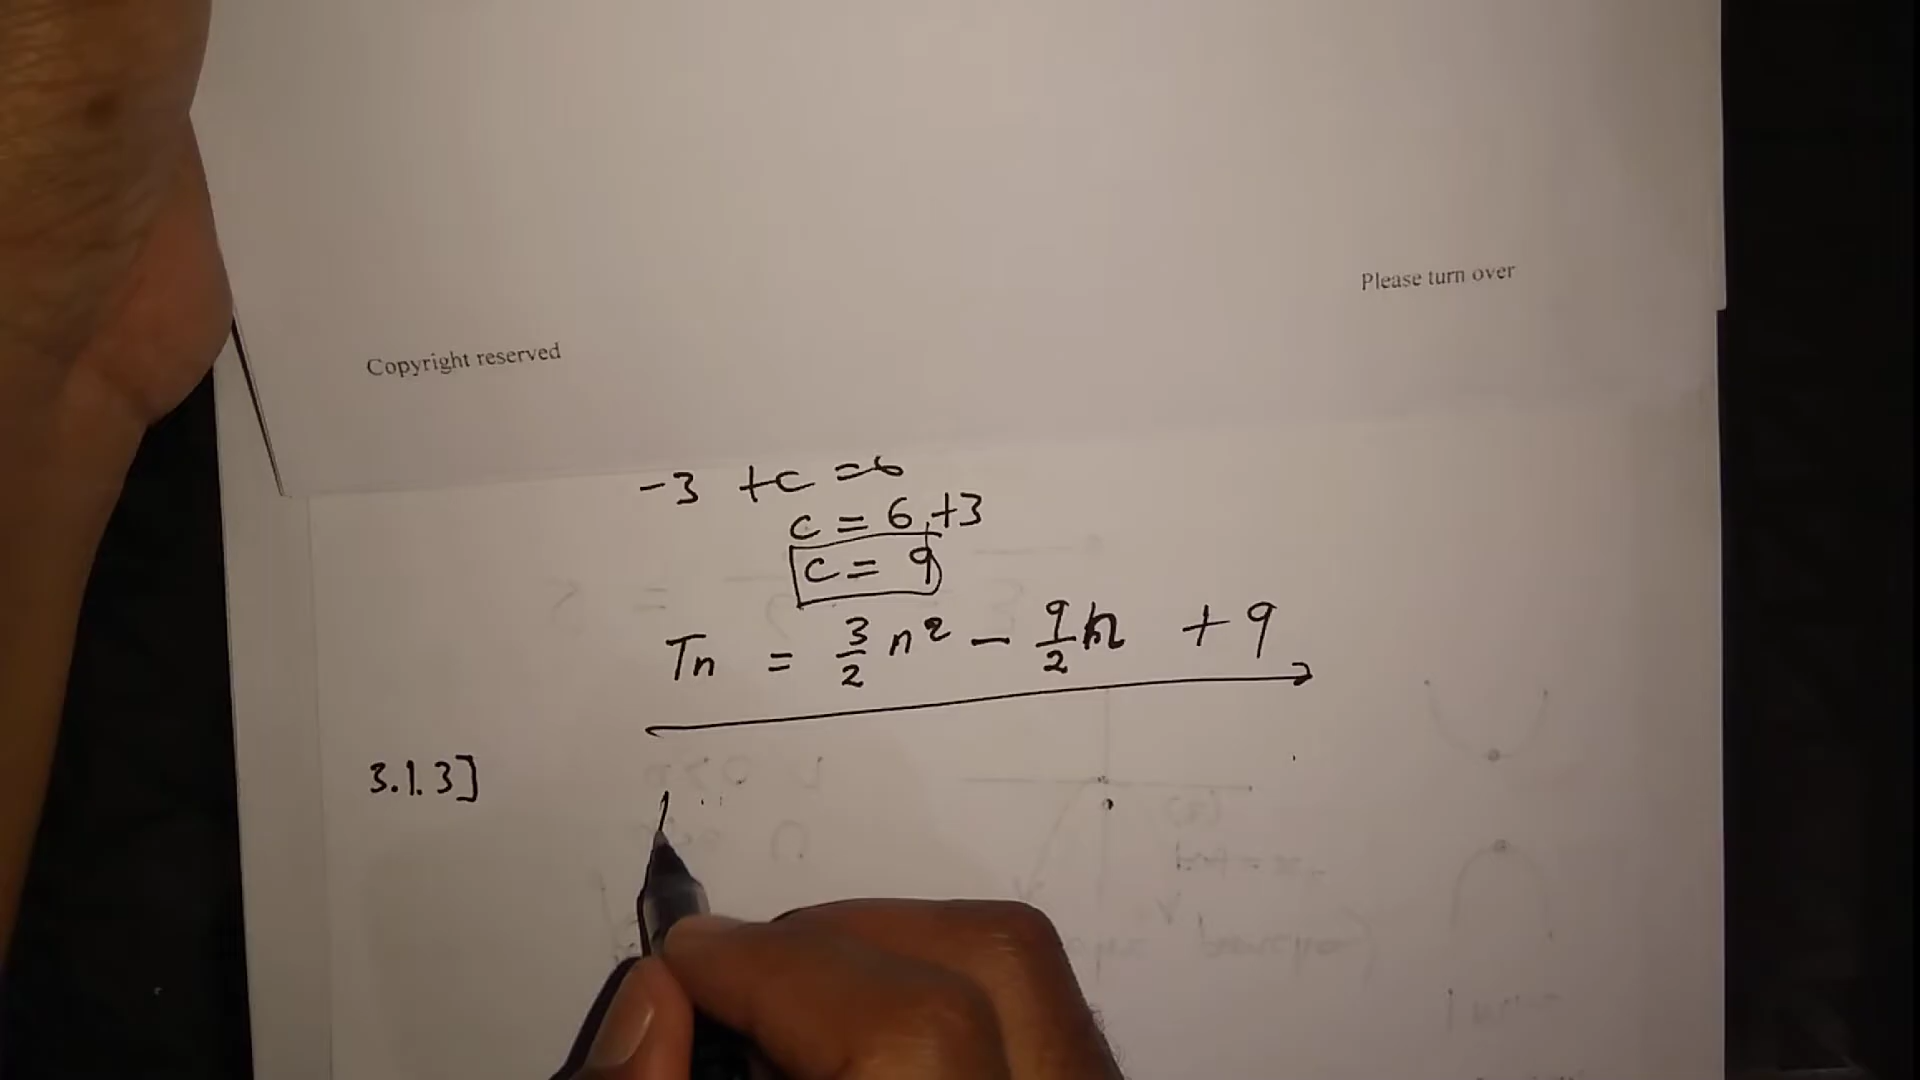 Please turn over
Copyright reserved
-3 +c =6
c = 6 +3
c = 9
Tn = 3/2 n² - 9/2 n + 9
3.1.3]